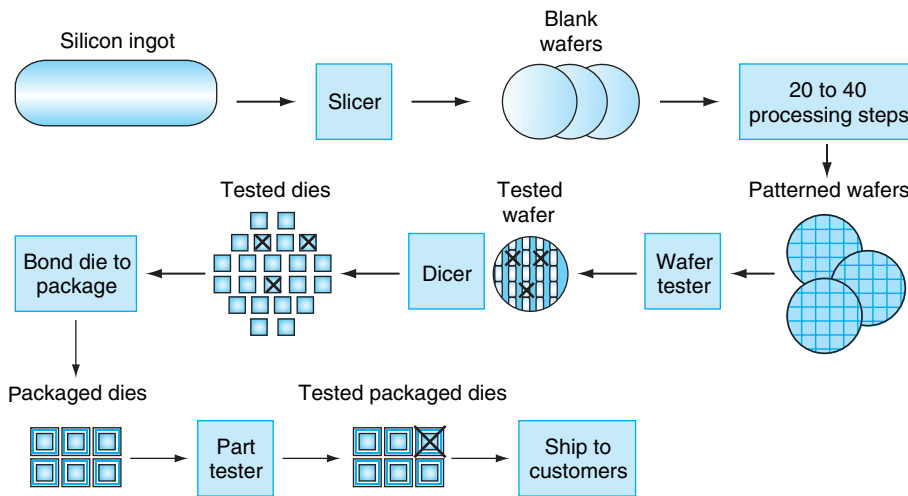 Silicon ingot
Slicer
Blank
wafers
20 to 40
processing steps
Patterned wafers
Wafer
tester
Tested
wafer
Dicer
Tested dies
Bond die to
package
Packaged dies
Part
tester
Tested packaged dies
Ship to
customers